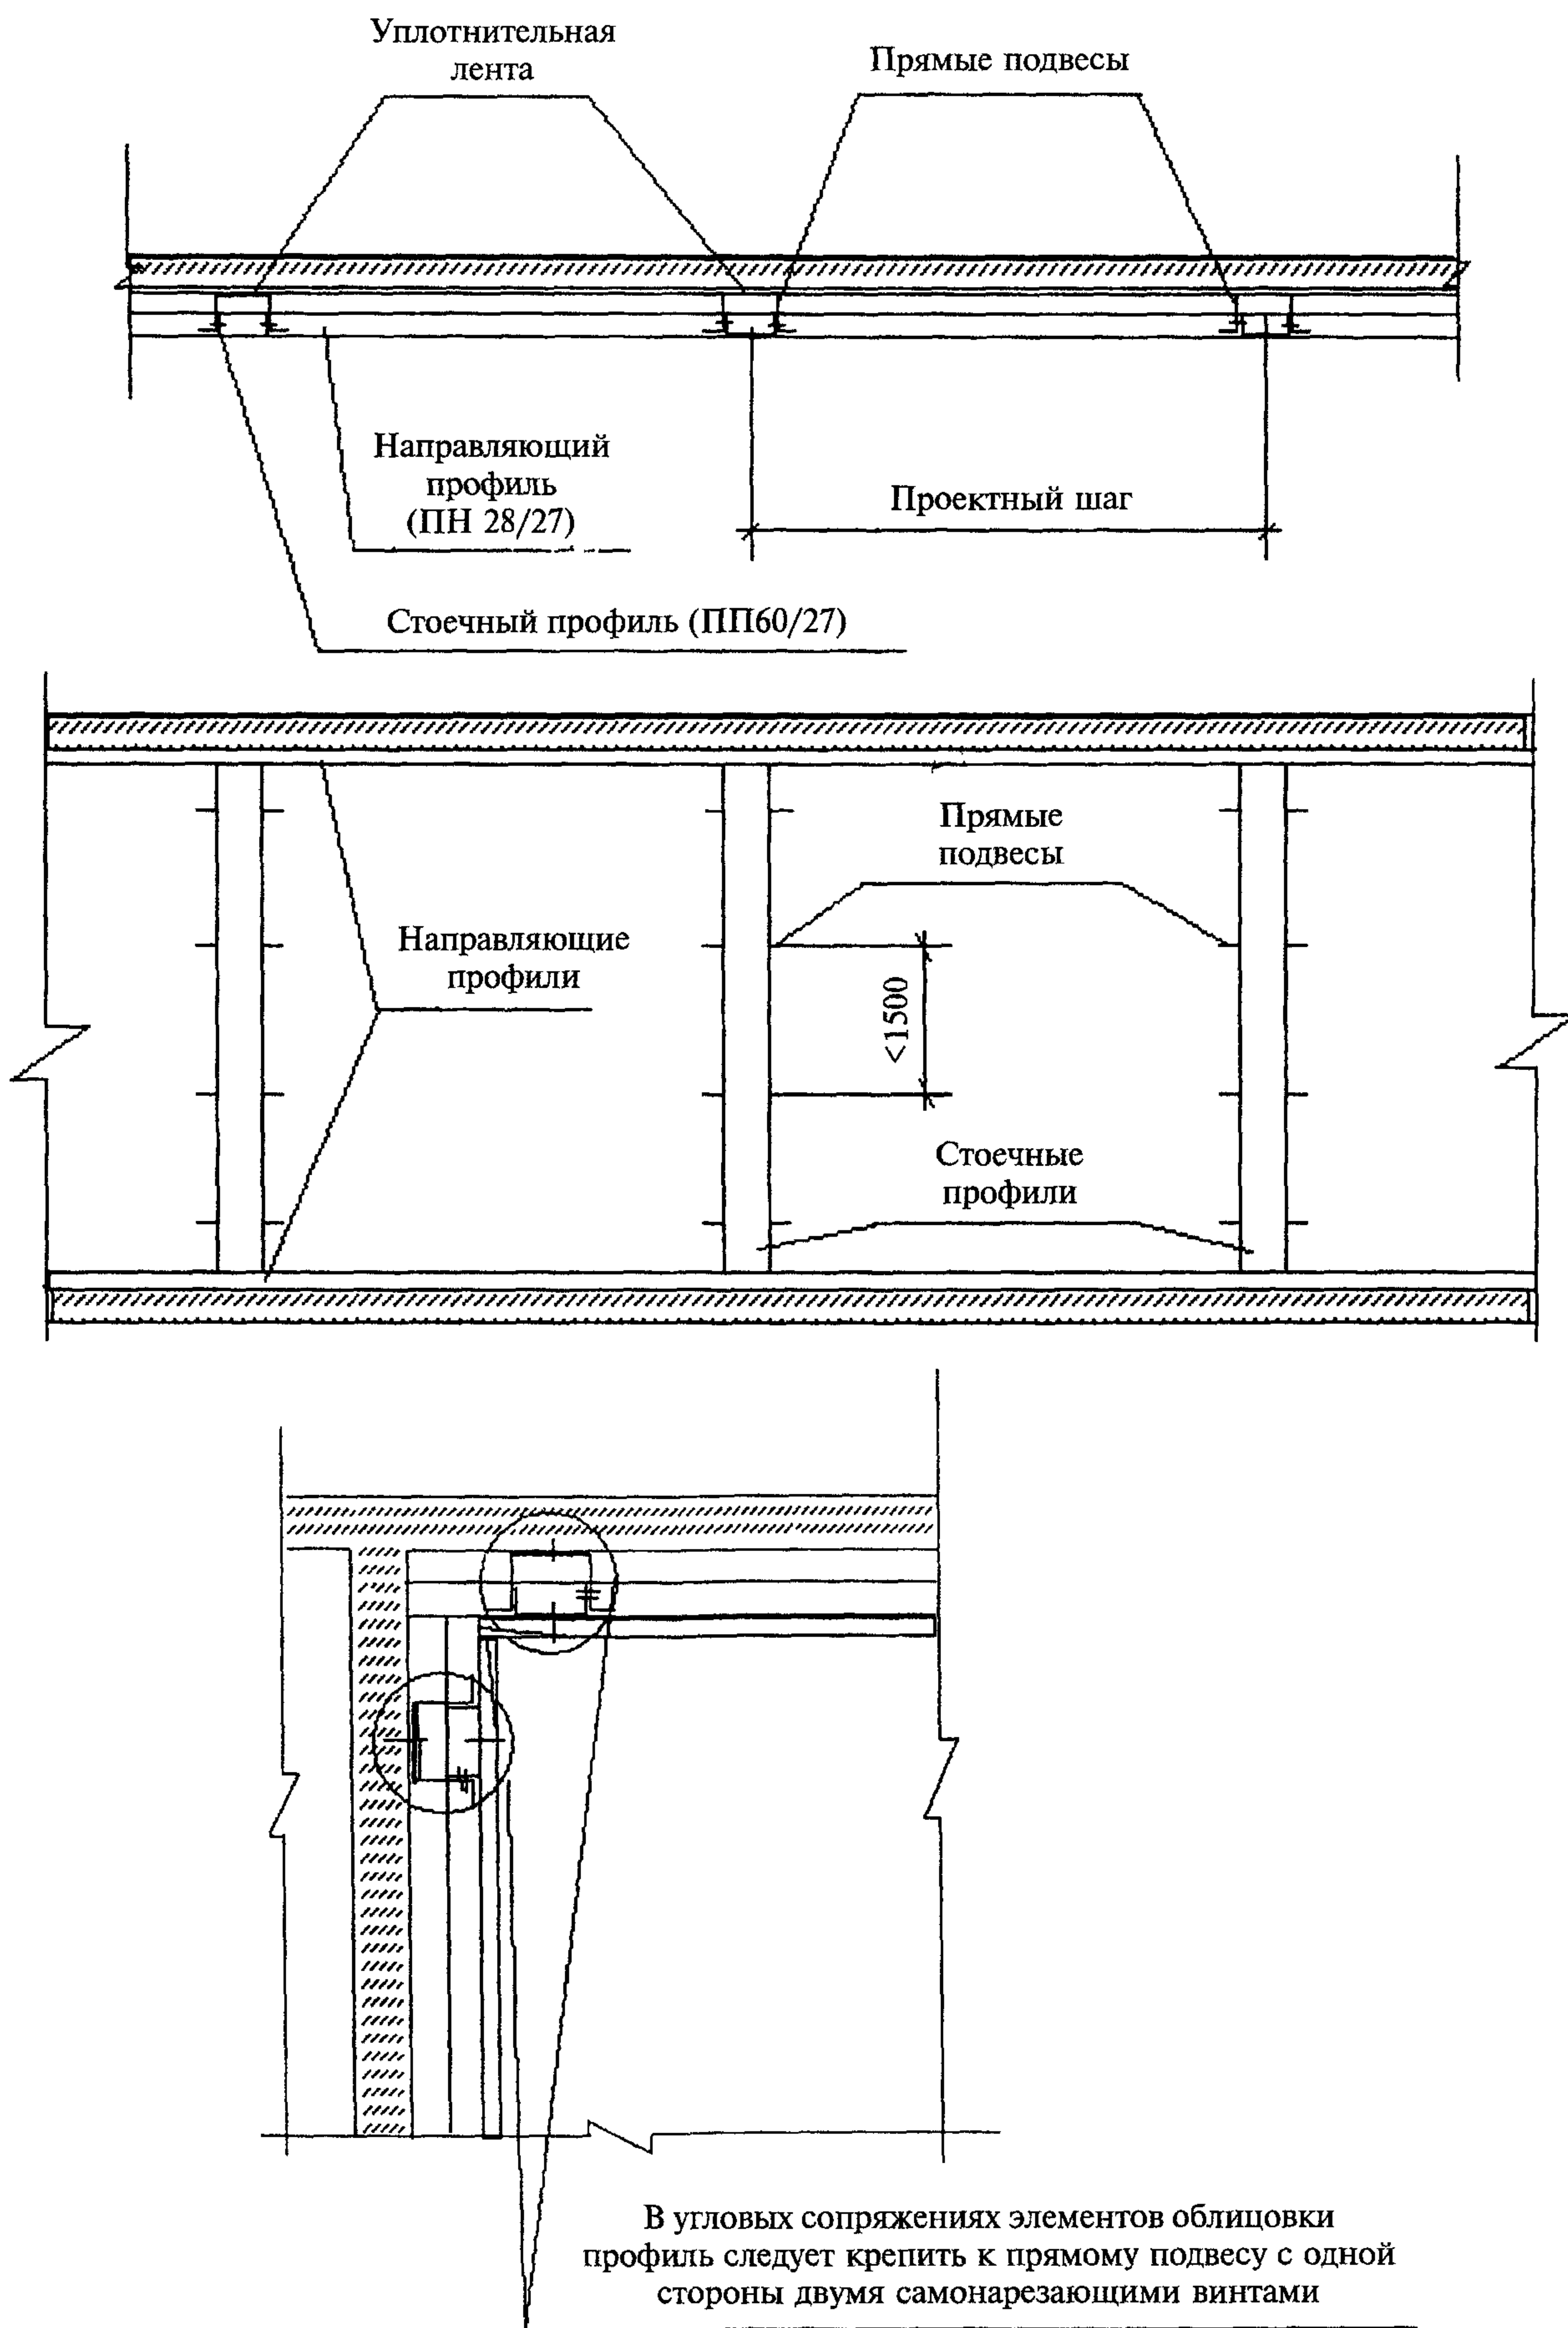 Уплотнительная
лента
Прямые подвесы
Направляющий
профиль
(ПН 28/27)
Проектный шаг
Стоечный профиль (ПП60/27)
Прямые
подвесы
Направляющие
профили
<1500
Стоечные
профили
В угловых сопряжениях элементов облицовки
профиль следует крепить к прямому подвесу с одной
стороны двумя самонарезающими винтами